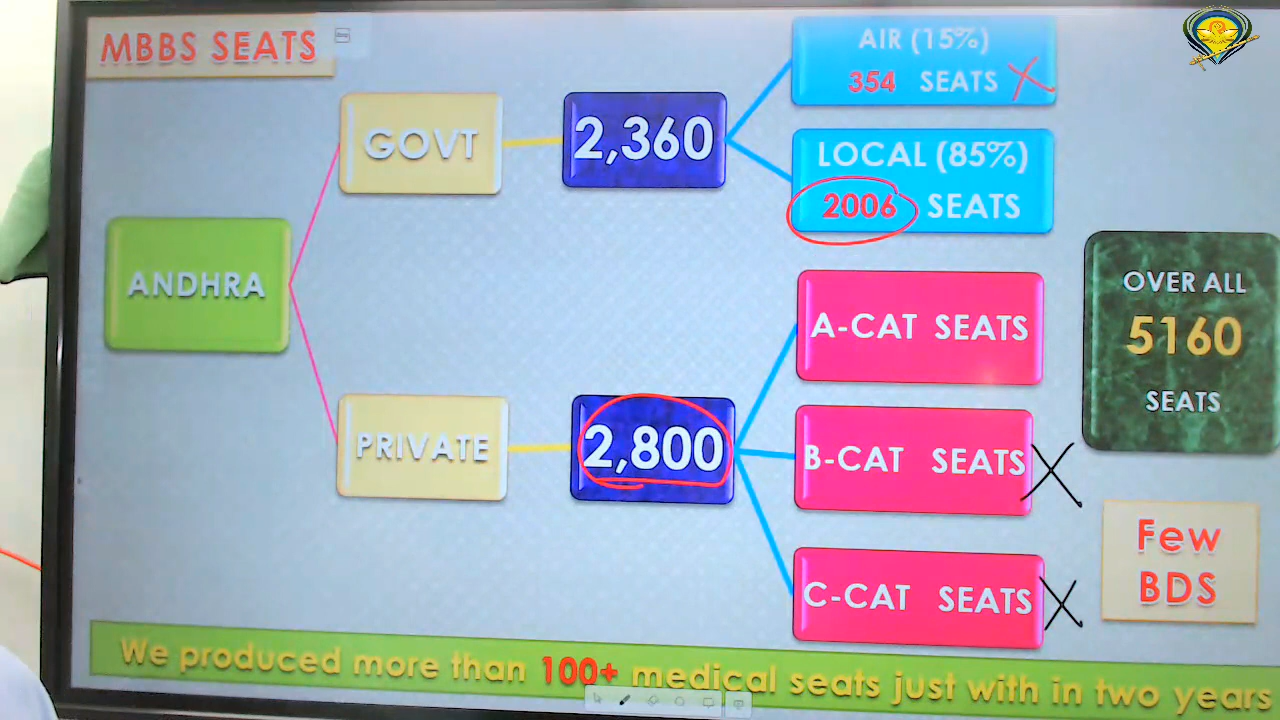 MBBS SEATS
AIR (15%)
354 SEATS X
GOVT
2,360
LOCAL (85%)
2006 SEATS
ANDHRA
OVER ALL
5160
SEATS
A-CAT SEATS
PRIVATE
2,800
B-CAT SEATS X
C-CAT SEATS X
Few
BDS
We produced more than 100+ medical seats just with in two years